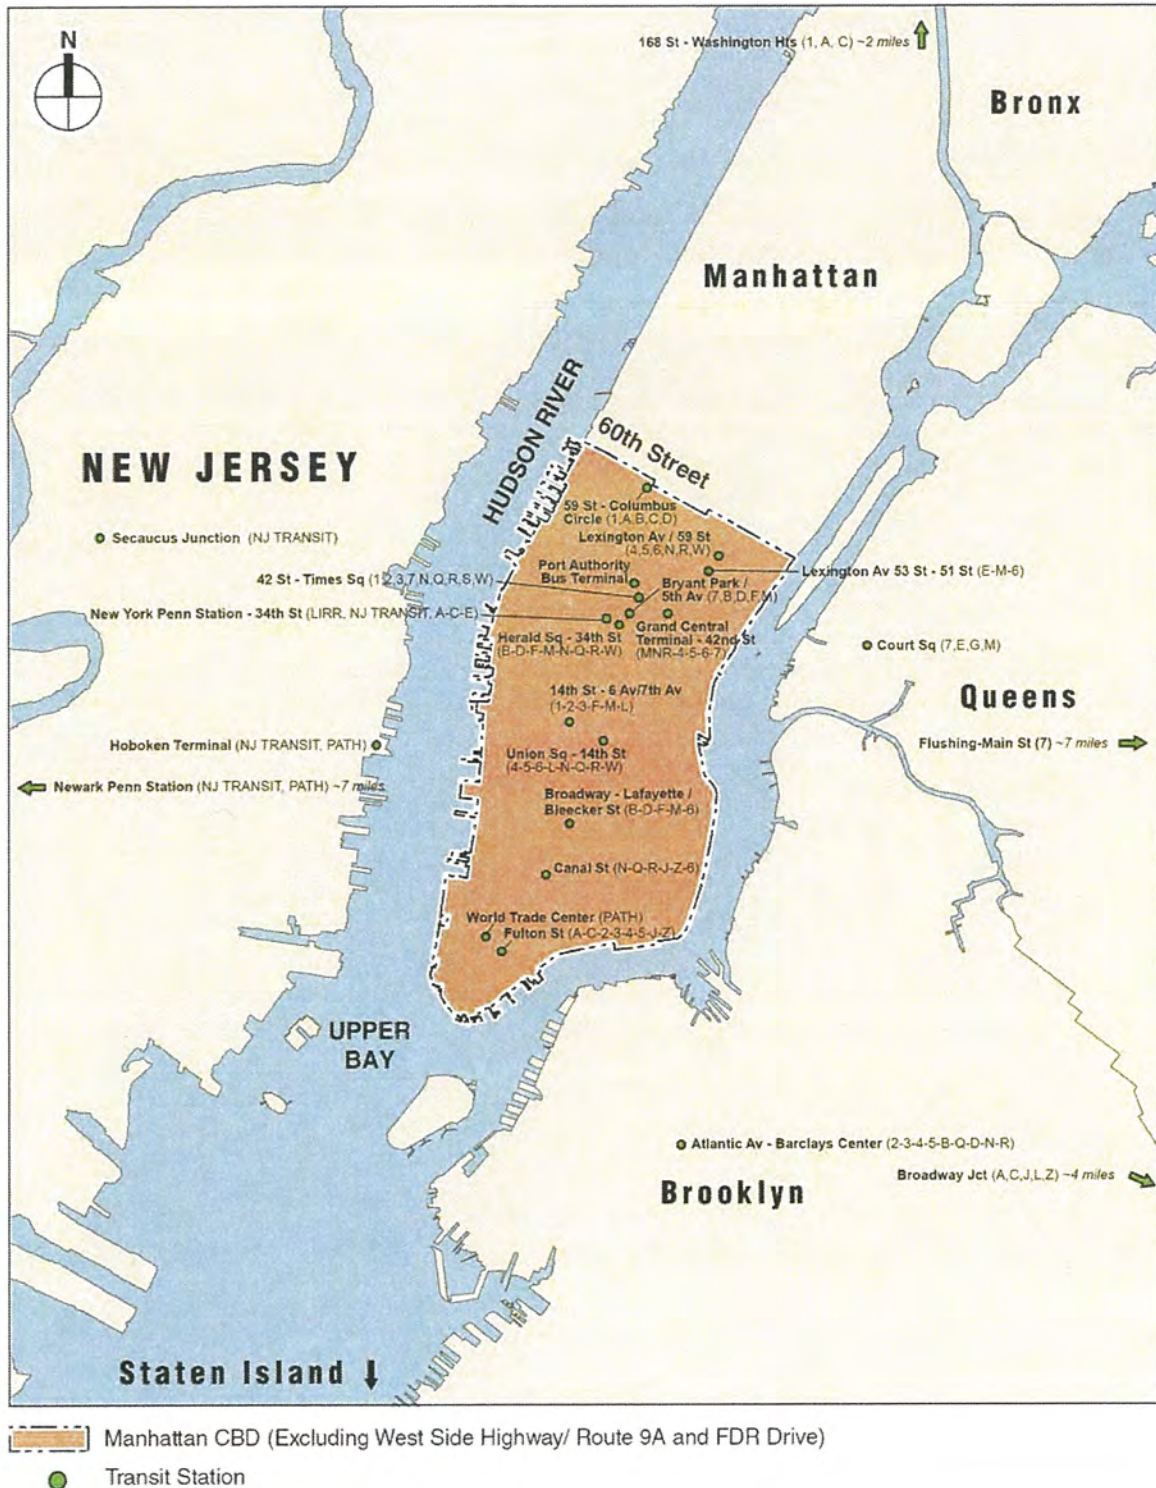 N
168 St - Washington Hts (1, A, C) ~2 miles
Bronx
Manhattan
HUDSON RIVER
60th Street
NEW JERSEY
59 St - Columbus
Circle (1,A,B,C,D)
Secaucus Junction (NJ TRANSIT)
Lexington Av / 59 St
(4,5,6,N,R,W)
Port Authority
Bus Terminal
Lexington Av 53 St - 51 St (E-M-6)
42 St - Times Sq (1,2,3,7,N,Q,R,S,W)
Bryant Park /
5th Av (7,B,D,F,M)
New York Penn Station - 34th St (LIRR, NJ TRANSIT, A-C-E)
Herald Sq - 34th St
(B-D-F-M-N-Q-R-W)
Grand Central
Terminal - 42nd St
(MNR-4-5-6-7)
Court Sq (7,E,G,M)
Queens
14th St - 6 Av/7th Av
(1-2-3-F-M-L)
Hoboken Terminal (NJ TRANSIT, PATH)
Union Sq - 14th St
(4-5-6-L-N-Q-R-W)
Flushing-Main St (7) ~7 miles
Newark Penn Station (NJ TRANSIT, PATH) ~7 miles
Broadway - Lafayette /
Bleecker St (B-D-F-M-6)
Canal St (N-Q-R-J-Z-6)
World Trade Center (PATH)
Fulton St (A-C-2-3-4-5-J-Z)
UPPER
BAY
Atlantic Av - Barclays Center (2-3-4-5-B-Q-D-N-R)
Broadway Jct (A,C,J,L,Z) ~4 miles
Brooklyn
Staten Island
Manhattan CBD (Excluding West Side Highway/ Route 9A and FDR Drive)
Transit Station